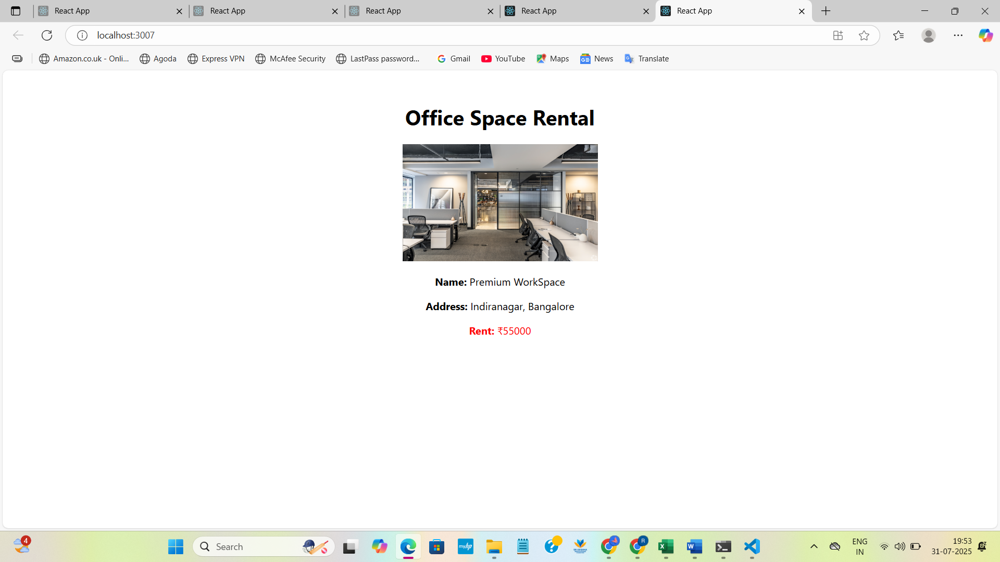 React App
React App
React App
React App
React App
localhost:3007
Amazon.co.uk - Onli...
Agoda
Express VPN
McAfee Security
LastPass password...
Gmail
YouTube
Maps
News
Translate
Office Space Rental
Name: Premium WorkSpace
Address: Indiranagar, Bangalore
Rent: ₹55000
4
Search
myhp
R
ENG
IN
19:53
31-07-2025